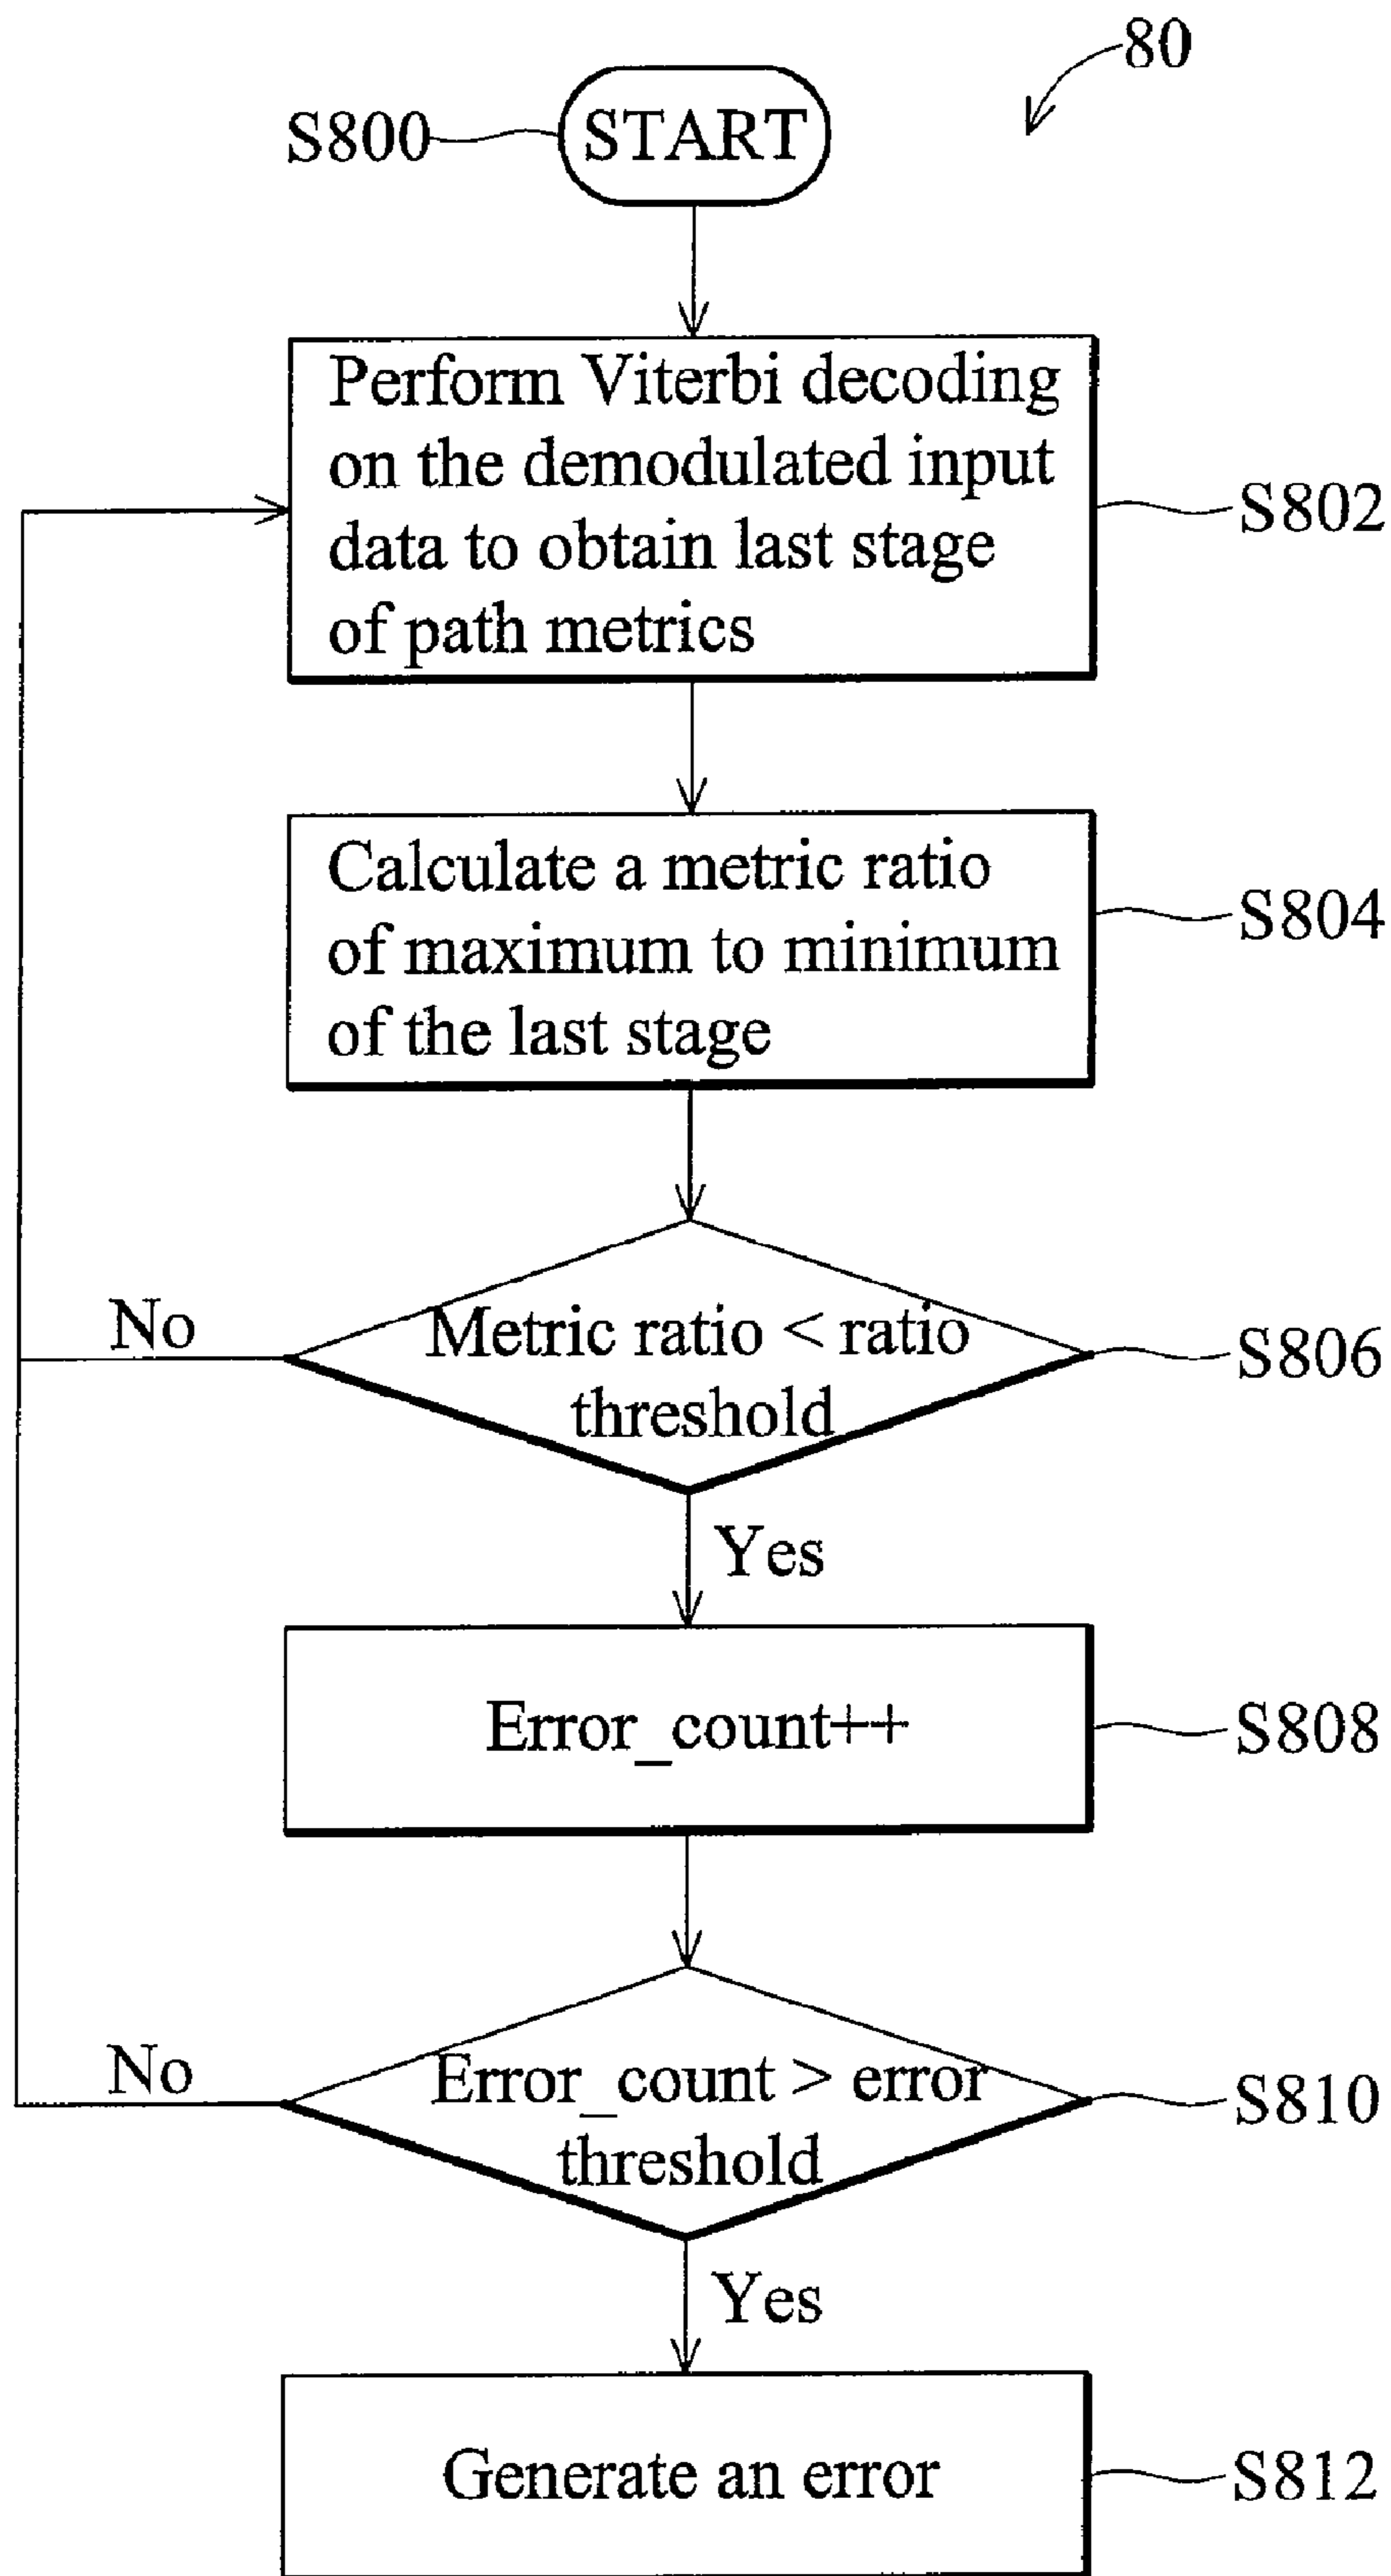 80
S800
START
Perform Viterbi decoding
on the demodulated input
data to obtain last stage
of path metrics
S802
Calculate a metric ratio
of maximum to minimum
of the last stage
S804
No
Metric ratio < ratio
threshold
S806
Yes
Error_count++
S808
No
Error_count > error
threshold
S810
Yes
Generate an error
S812